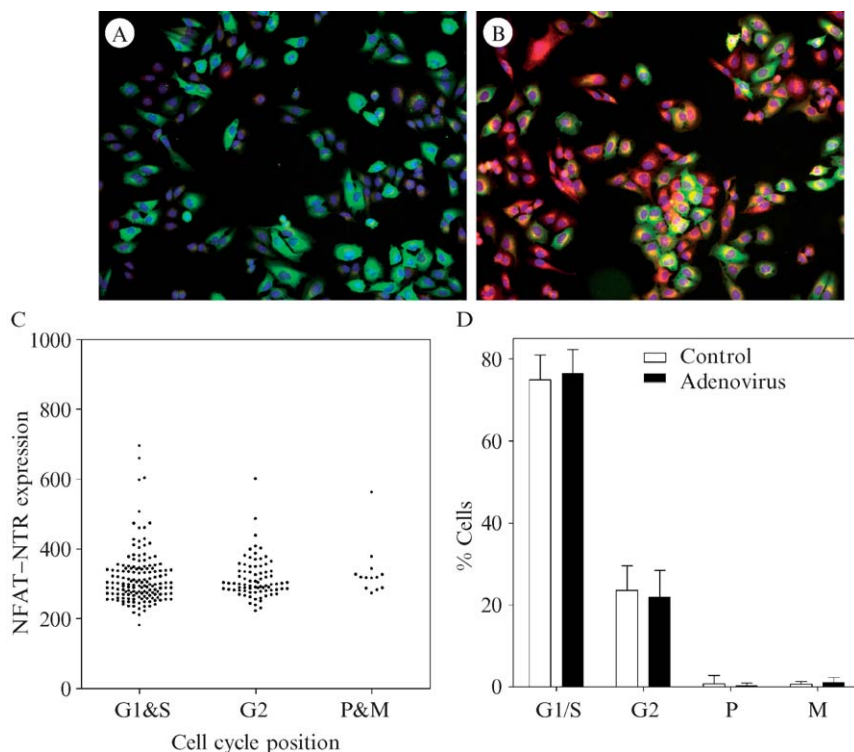 A
B
C
1000
800
600
400
200
0
NFAT–NTR expression
G1&S G2 P&M
Cell cycle position
D
80
60
40
20
0
% Cells
Control
Adenovirus
G1/S G2 P M